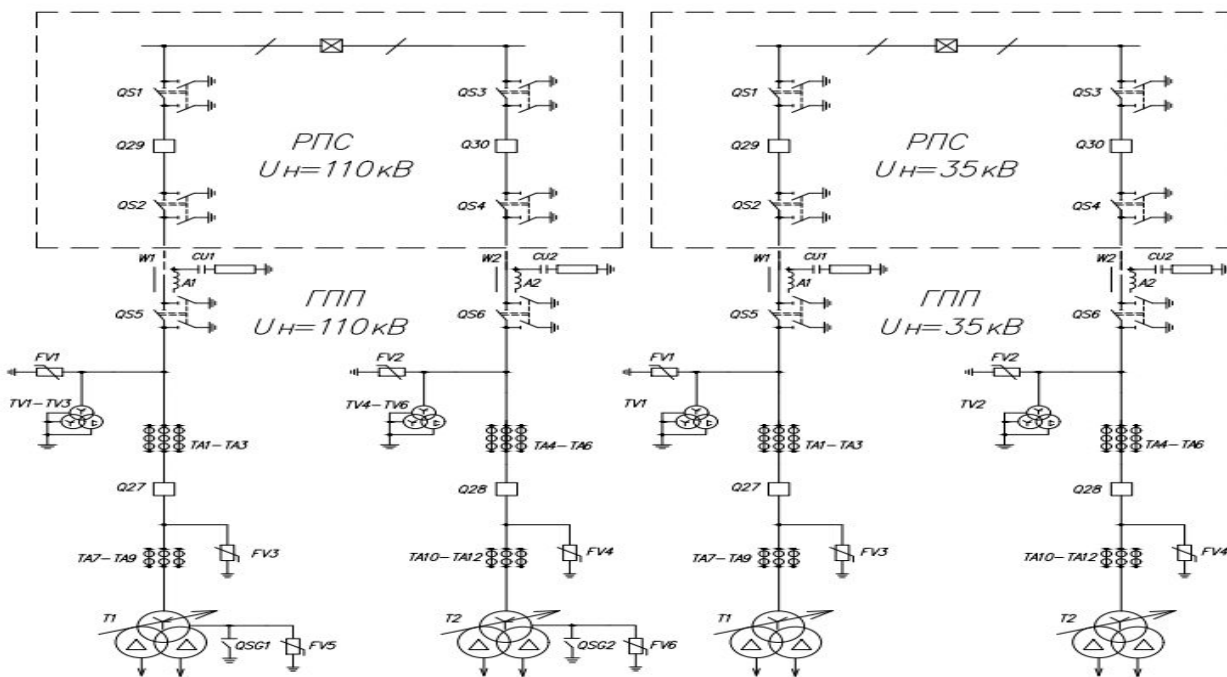 QS1 QS3 QS1 QS3
Q29 Q30 Q29 Q30
РПС РПС
Uн=110кВ Uн=35кВ
QS2 QS4 QS2 QS4
W1 CU1 W2 CU2 W1 CU1 W2 CU2
A1 A2 A1 A2
ГПП ГПП
QS5 QS6 QS5 QS6
Uн=110кВ Uн=35кВ
FV1 FV2 FV1 FV2
TV1-TV3 TV4-TV6 TV1 TV2
TA1-TA3 TA4-TA6 TA1-TA3 TA4-TA6
Q27 Q28 Q27 Q28
TA7-TA9 FV3 TA10-TA12 FV4 TA7-TA9 FV3 TA10-TA12 FV4
T1 T2 T1 T2
QSG1 FV5 QSG2 FV6